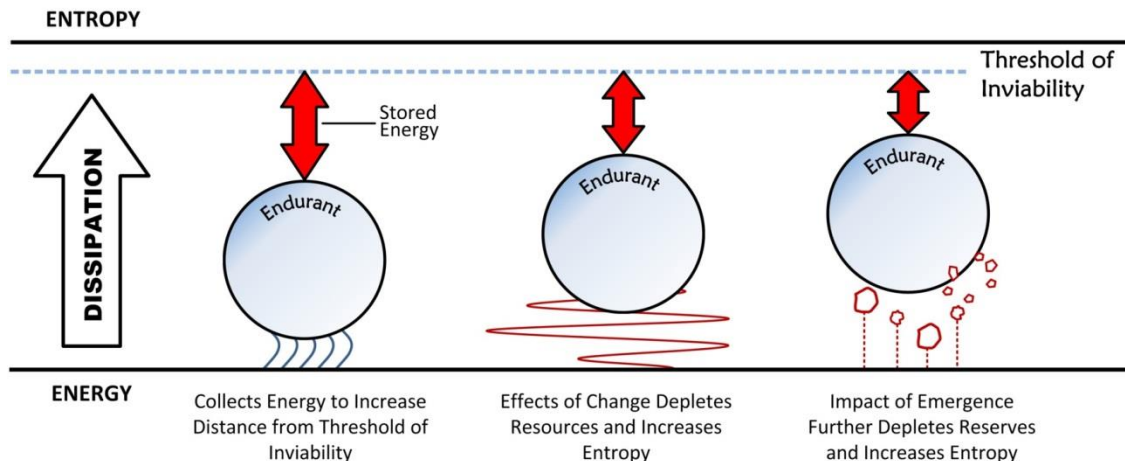 ENTROPY
Threshold of
Inviability
Stored
Energy
Endurant
Endurant
Endurant
DISSIPATION
ENERGY
Collects Energy to Increase
Distance from Threshold of
Inviability
Effects of Change Depletes
Resources and Increases
Entropy
Impact of Emergence
Further Depletes Reserves
and Increases Entropy